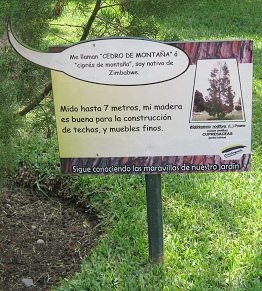 Me llaman "CEDRO DE MONTAÑA" ó
"ciprés de montaña", soy nativo de
Zimbabwe.
Mido hasta 7 metros, mi madera
es buena para la construcción
de techos, y muebles finos.
CUPRESACEAS
Sigue conociendo las maravillas de nuestro jardín